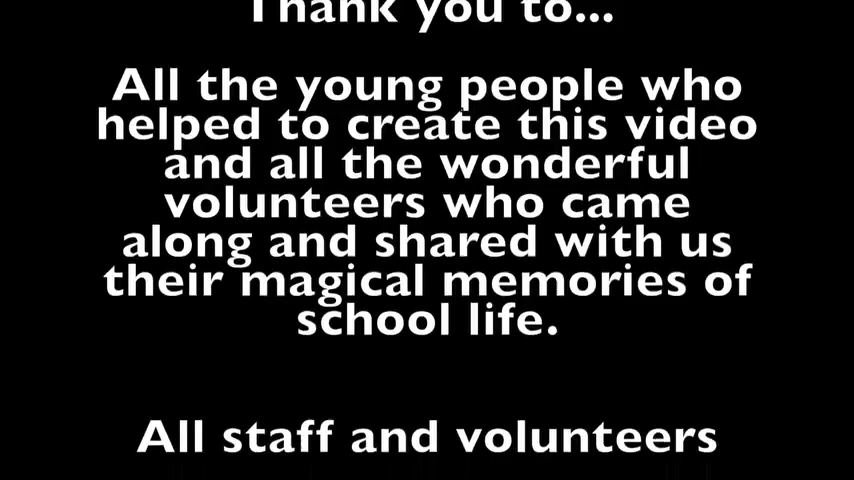 Thank you to...
All the young people who
helped to create this video
and all the wonderful
volunteers who came
along and shared with us
their magical memories of
school life.
All staff and volunteers